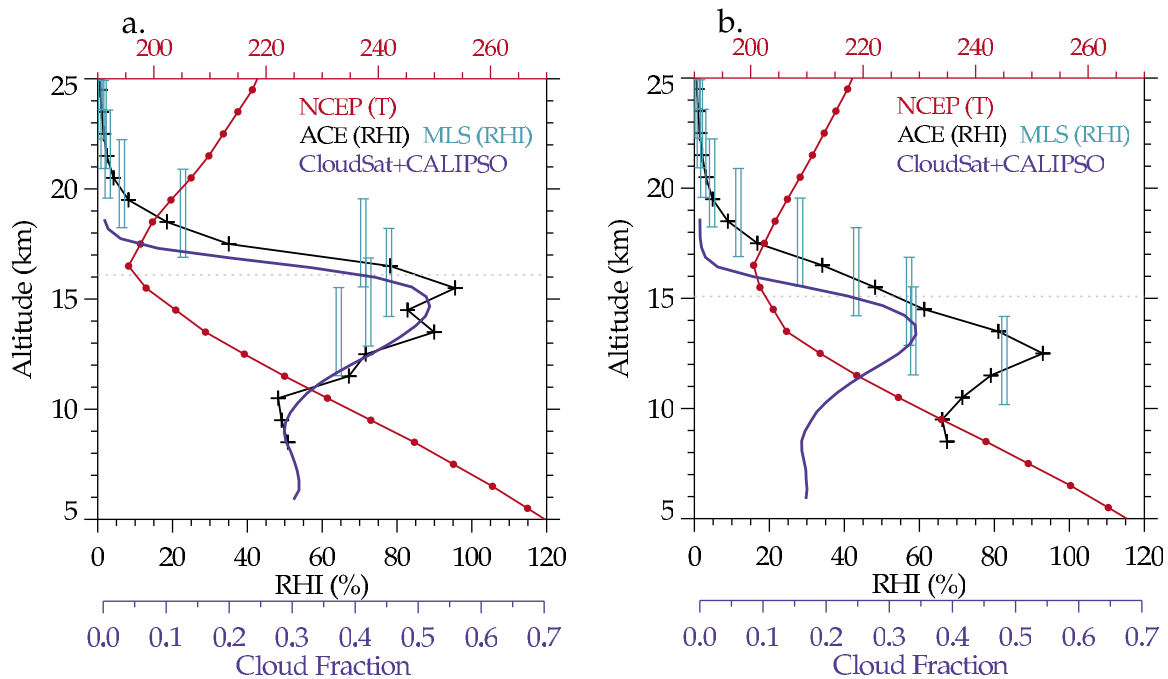 a.
200 220 240 260
25
20
15
10
5
Altitude (km)
NCEP (T)
ACE (RHI) MLS (RHI)
CloudSat+CALIPSO
0 20 40 60 80 100 120
RHI (%)
0.0 0.1 0.2 0.3 0.4 0.5 0.6 0.7
Cloud Fraction
b.
200 220 240 260
25
20
15
10
5
Altitude (km)
NCEP (T)
ACE (RHI) MLS (RHI)
CloudSat+CALIPSO
0 20 40 60 80 100 120
RHI (%)
0.0 0.1 0.2 0.3 0.4 0.5 0.6 0.7
Cloud Fraction